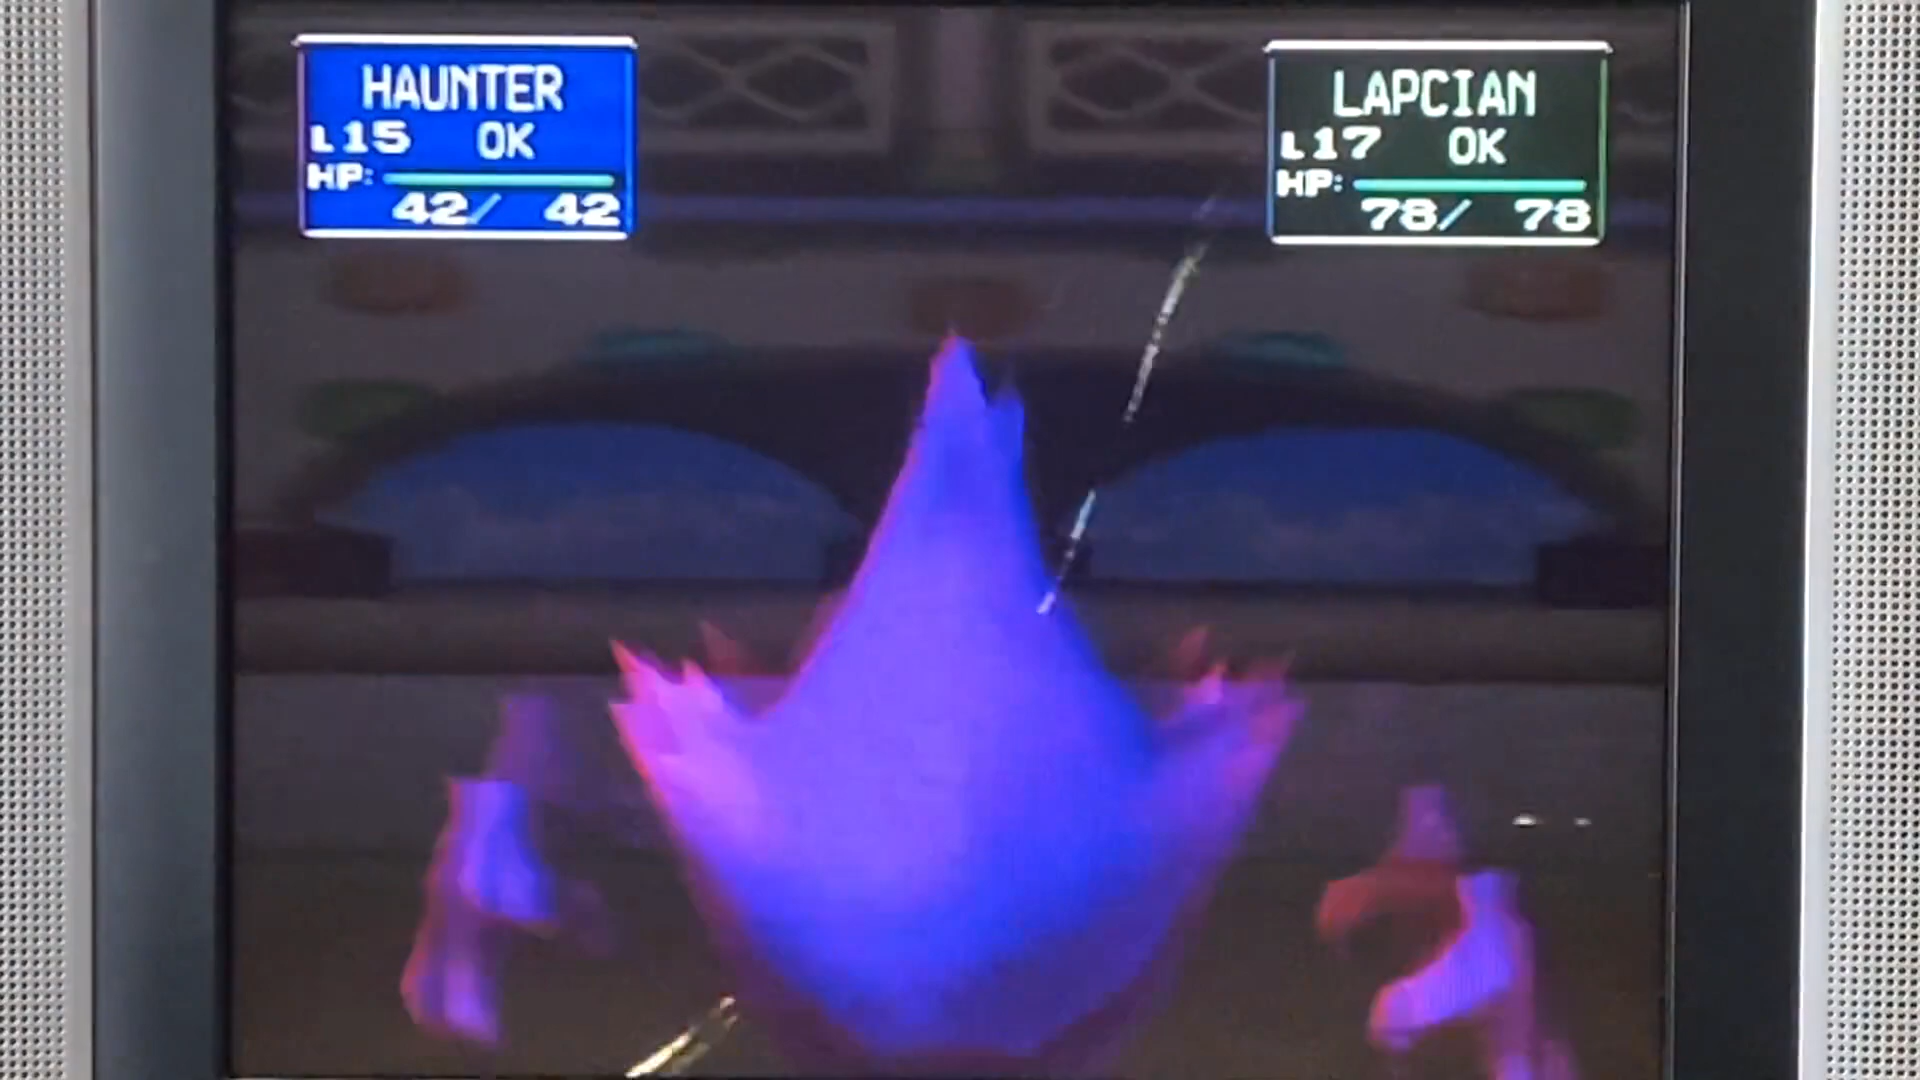 HAUNTER
L15 OK
HP:
42/ 42
LAPCIAN
L17 OK
HP:
78/ 78